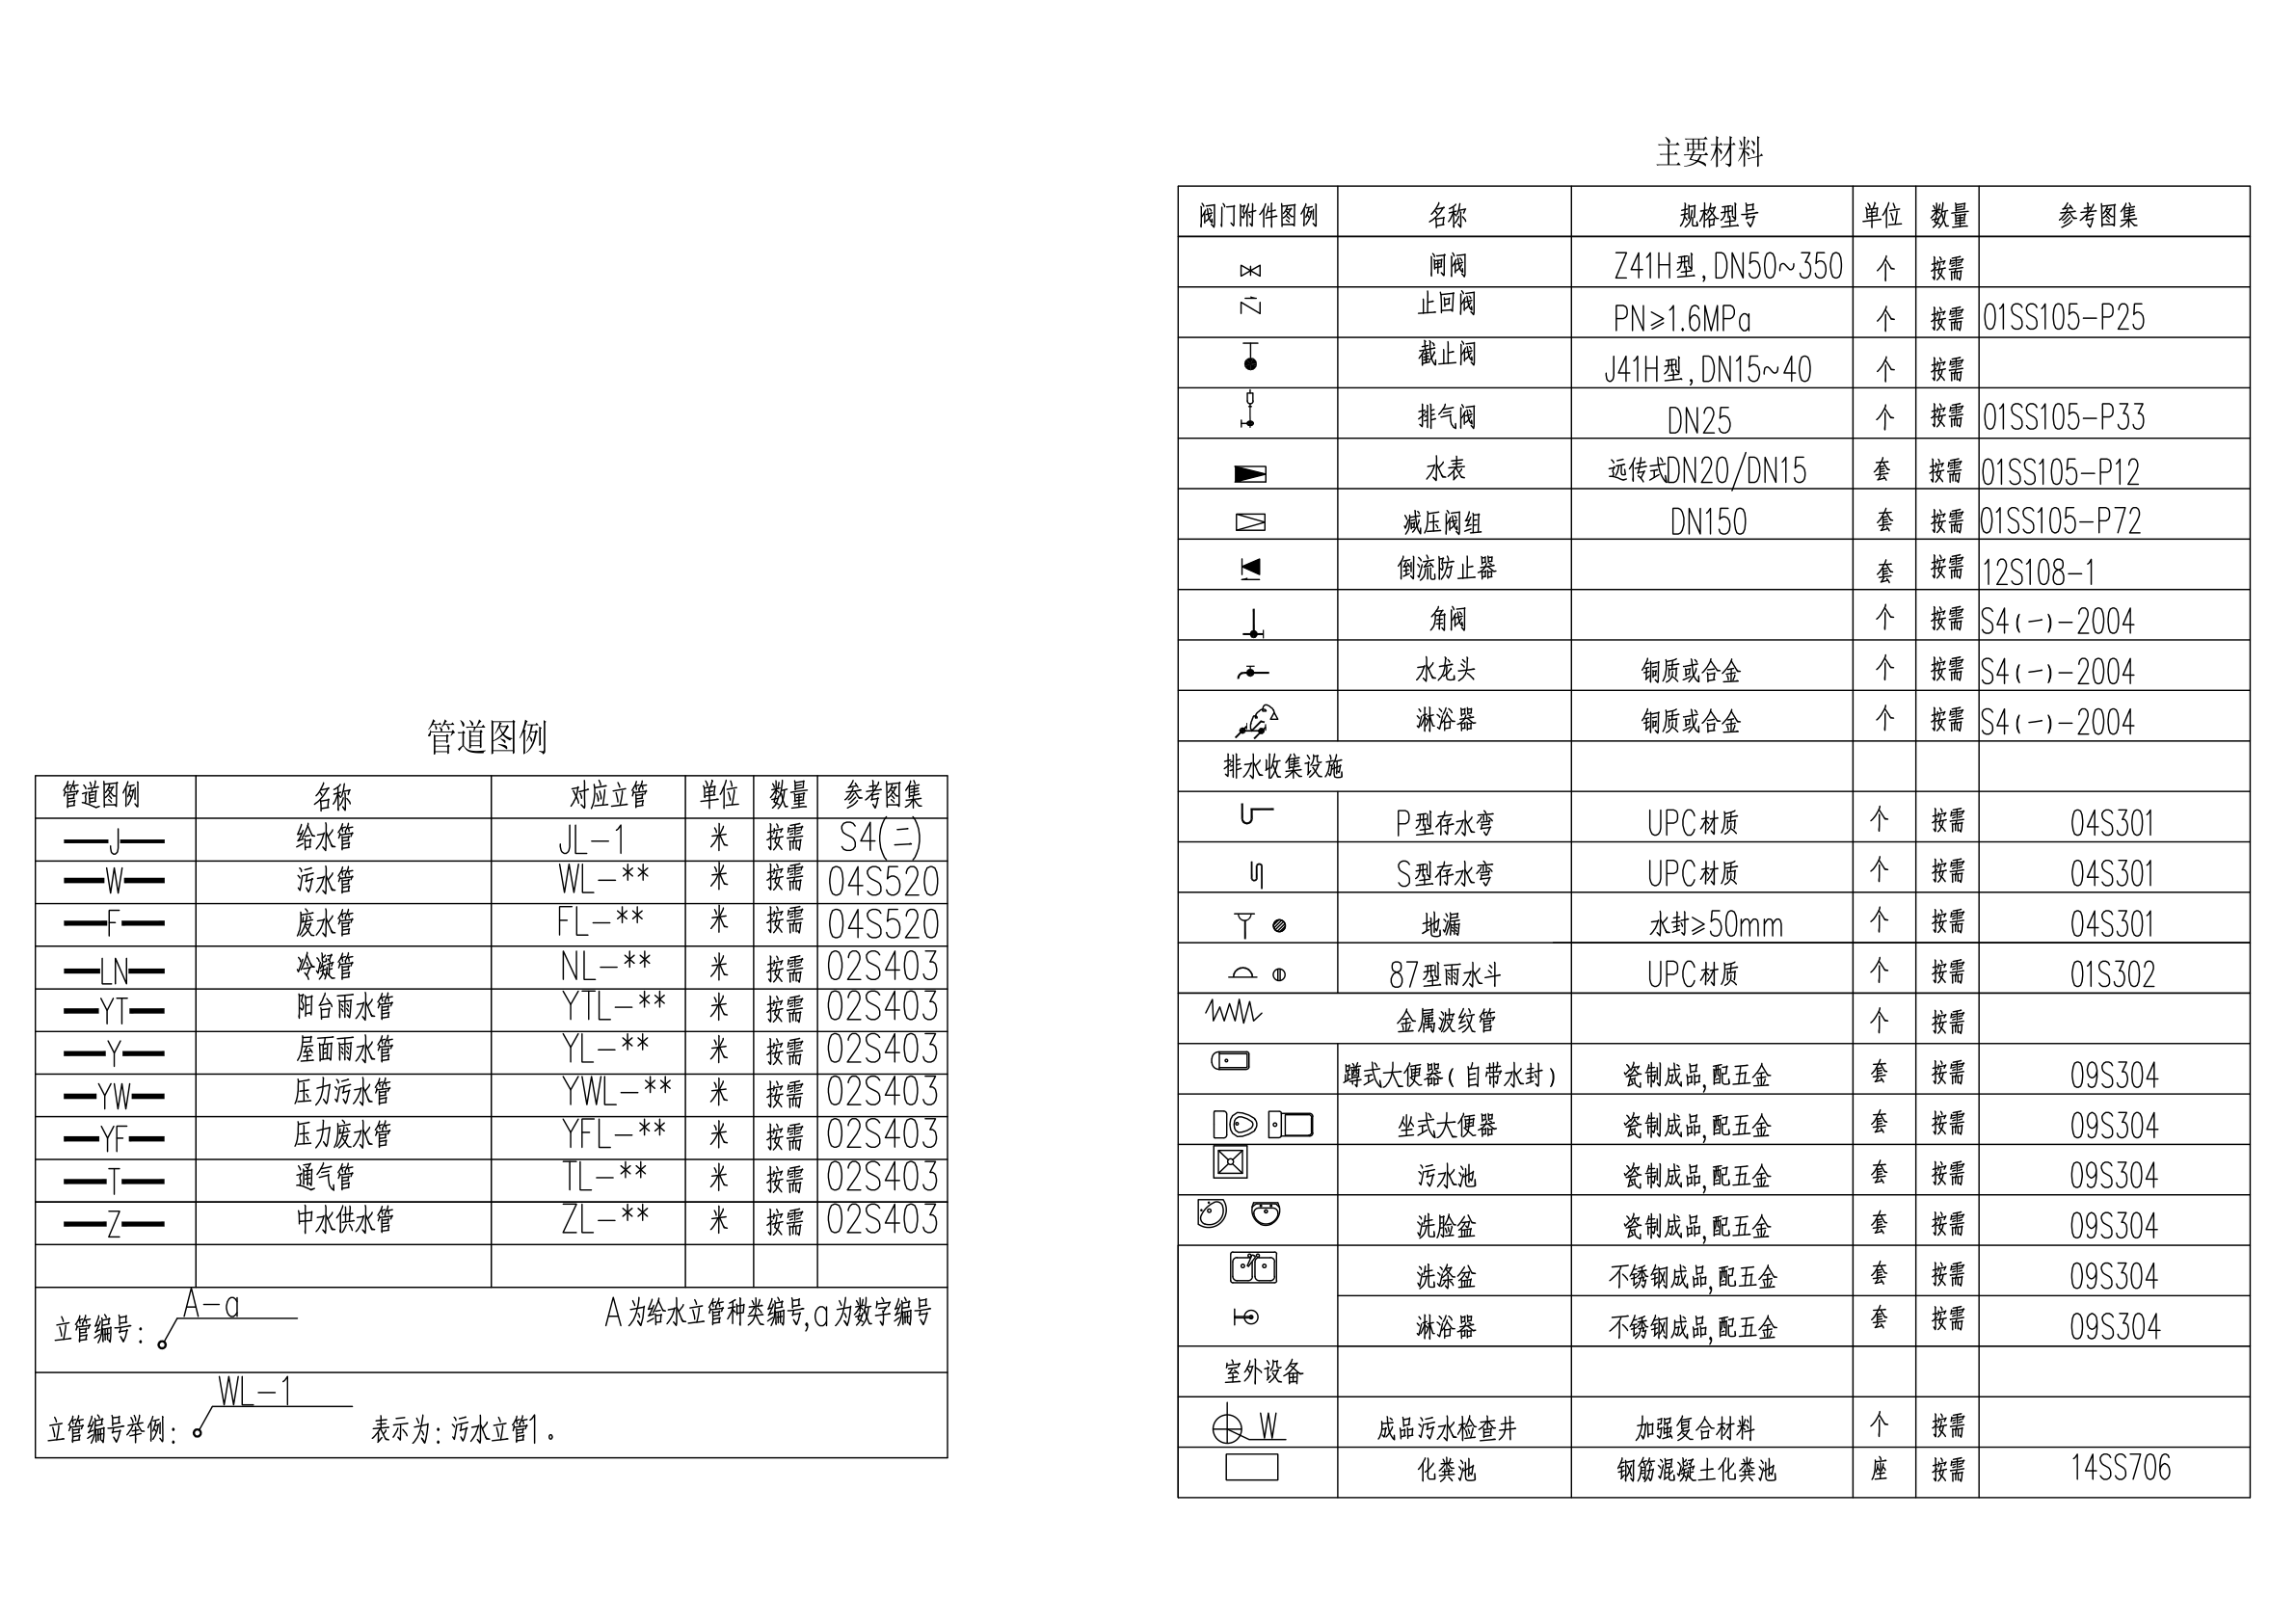 主要材料
阀门附件图例 名称 规格型号 单位 数量 参考图集
闸阀 Z41H型,DN50~350 个 按需
止回阀 PN≥1.6MPa 个 按需 01SS105-P25
截止阀 J41H型,DN15~40 个 按需
排气阀 DN25 个 按需 01SS105-P33
水表 远传式DN20/DN15 套 按需 01SS105-P12
减压阀组 DN150 套 按需 01SS105-P72
倒流防止器 套 按需 12S108-1
角阀 个 按需 S4(一)-2004
水龙头 铜质或合金 个 按需 S4(一)-2004
淋浴器 铜质或合金 个 按需 S4(一)-2004
排水收集设施
P型存水弯 UPC材质 个 按需 04S301
S型存水弯 UPC材质 个 按需 04S301
地漏 水封≥50mm 个 按需 04S301
87型雨水斗 UPC材质 个 按需 01S302
金属波纹管 个 按需
蹲式大便器(自带水封) 瓷制成品,配五金 套 按需 09S304
坐式大便器 瓷制成品,配五金 套 按需 09S304
污水池 瓷制成品,配五金 套 按需 09S304
洗脸盆 瓷制成品,配五金 套 按需 09S304
洗涤盆 不锈钢成品,配五金 套 按需 09S304
淋浴器 不锈钢成品,配五金 套 按需 09S304
室外设备
W 成品污水检查井 加强复合材料 个 按需
化粪池 钢筋混凝土化粪池 座 按需 14SS706
管道图例
管道图例 名称 对应立管 单位 数量 参考图集
J 给水管 JL-1 米 按需 S4(二)
W 污水管 WL-** 米 按需 04S520
F 废水管 FL-** 米 按需 04S520
LN 冷凝管 NL-** 米 按需 02S403
YT 阳台雨水管 YTL-** 米 按需 02S403
Y 屋面雨水管 YL-** 米 按需 02S403
YW 压力污水管 YWL-** 米 按需 02S403
YF 压力废水管 YFL-** 米 按需 02S403
T 通气管 TL-** 米 按需 02S403
Z 中水供水管 ZL-** 米 按需 02S403
立管编号: A-a A为给水立管种类编号,a为数字编号
立管编号举例: WL-1 表示为:污水立管1。